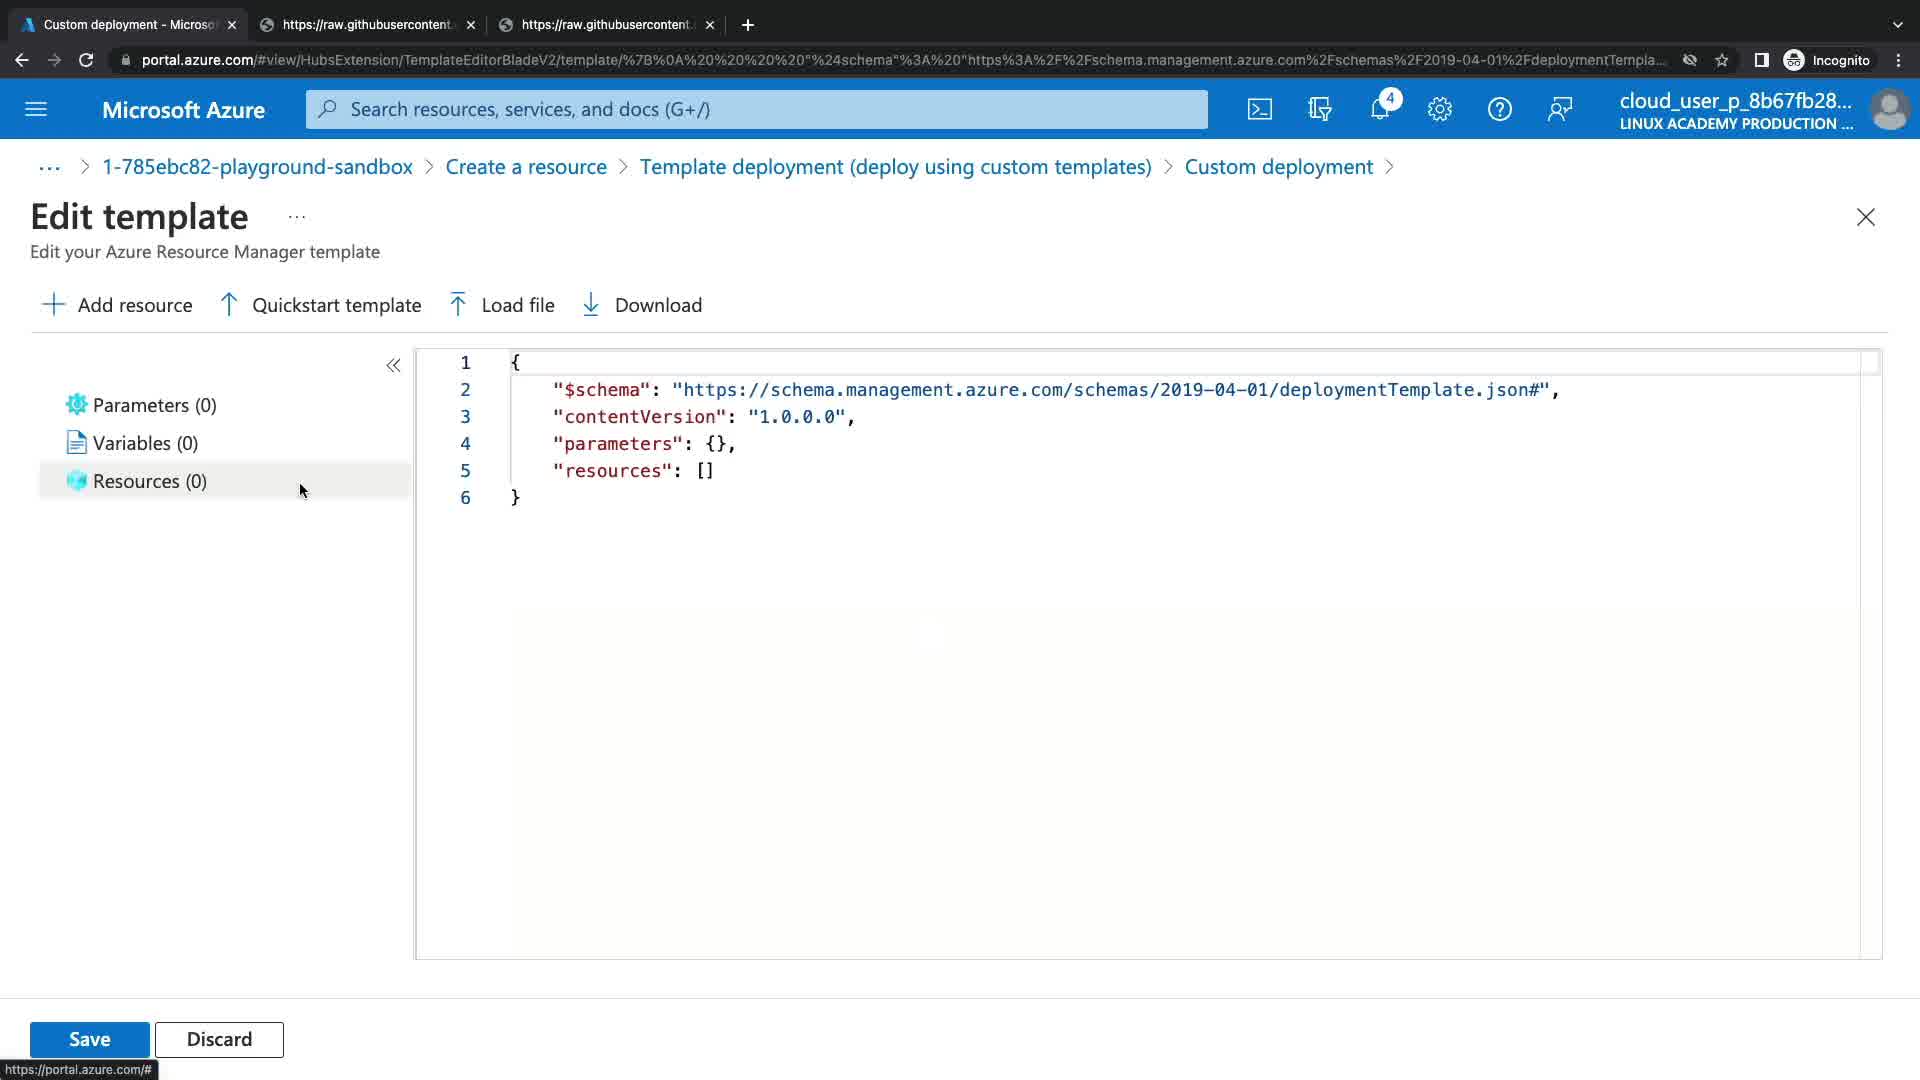 Custom deployment - Microso
https://raw.githubusercontent.
https://raw.githubusercontent.
portal.azure.com/#view/HubsExtension/TemplateEditorBladeV2/template/%7B%0A%20%20%20%20"%24schema"%3A%20"https%3A%2F%2Fschema.management.azure.com%2Fschemas%2F2019-04-01%2FdeploymentTempla...
Incognito
Microsoft Azure
Search resources, services, and docs (G+/)
4
cloud_user_p_8b67fb28...
LINUX ACADEMY PRODUCTION ...
... > 1-785ebc82-playground-sandbox > Create a resource > Template deployment (deploy using custom templates) > Custom deployment >
Edit template ...
Edit your Azure Resource Manager template
Add resource
Quickstart template
Load file
Download
Parameters (0)
Variables (0)
Resources (0)
1 {
2 "$schema": "https://schema.management.azure.com/schemas/2019-04-01/deploymentTemplate.json#",
3 "contentVersion": "1.0.0.0",
4 "parameters": {},
5 "resources": []
6 }
Save
Discard
https://portal.azure.com/#